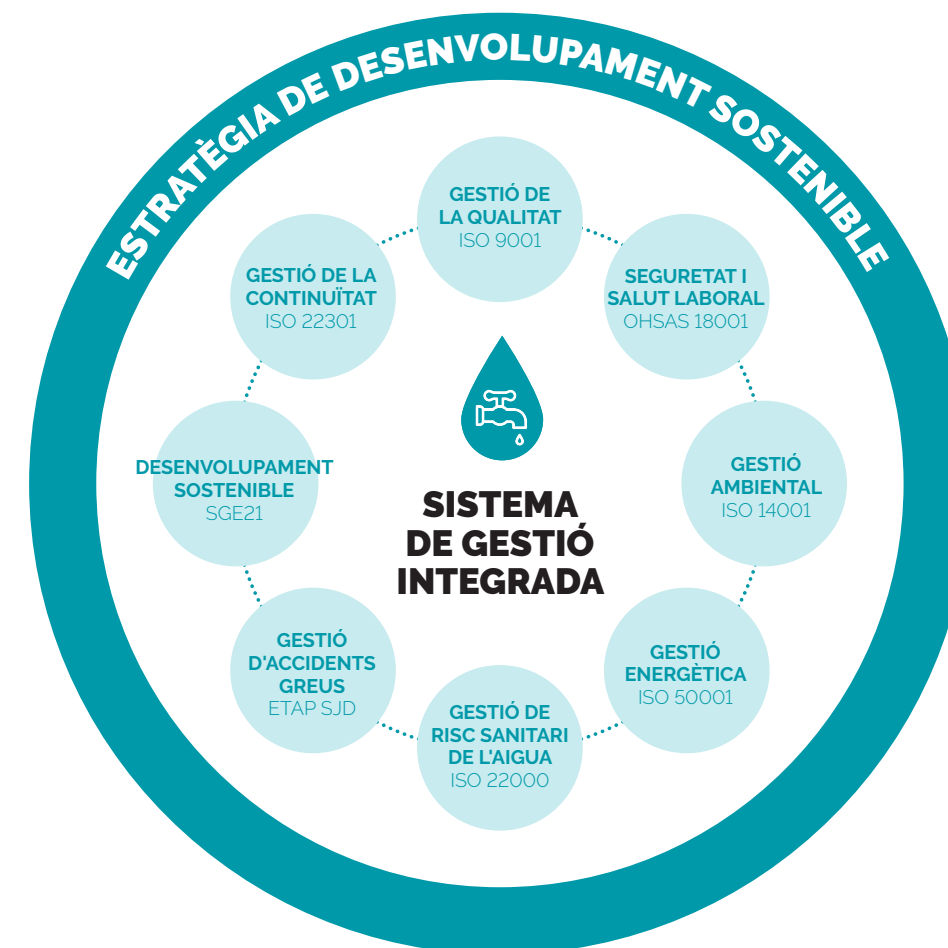 ESTRATÈGIA DE DESENVOLUPAMENT SOSTENIBLE
GESTIÓ DE
LA QUALITAT
ISO 9001
SEGURETAT I
SALUT LABORAL
OHSAS 18001
GESTIÓ
AMBIENTAL
ISO 14001
GESTIÓ
ENERGÈTICA
ISO 50001
GESTIÓ DE
RISC SANITARI
DE L'AIGUA
ISO 22000
GESTIÓ
D'ACCIDENTS
GREUS
ETAP SJD
DESENVOLUPAMENT
SOSTENIBLE
SGE21
GESTIÓ DE LA
CONTINUÏTAT
ISO 22301
SISTEMA
DE GESTIÓ
INTEGRADA